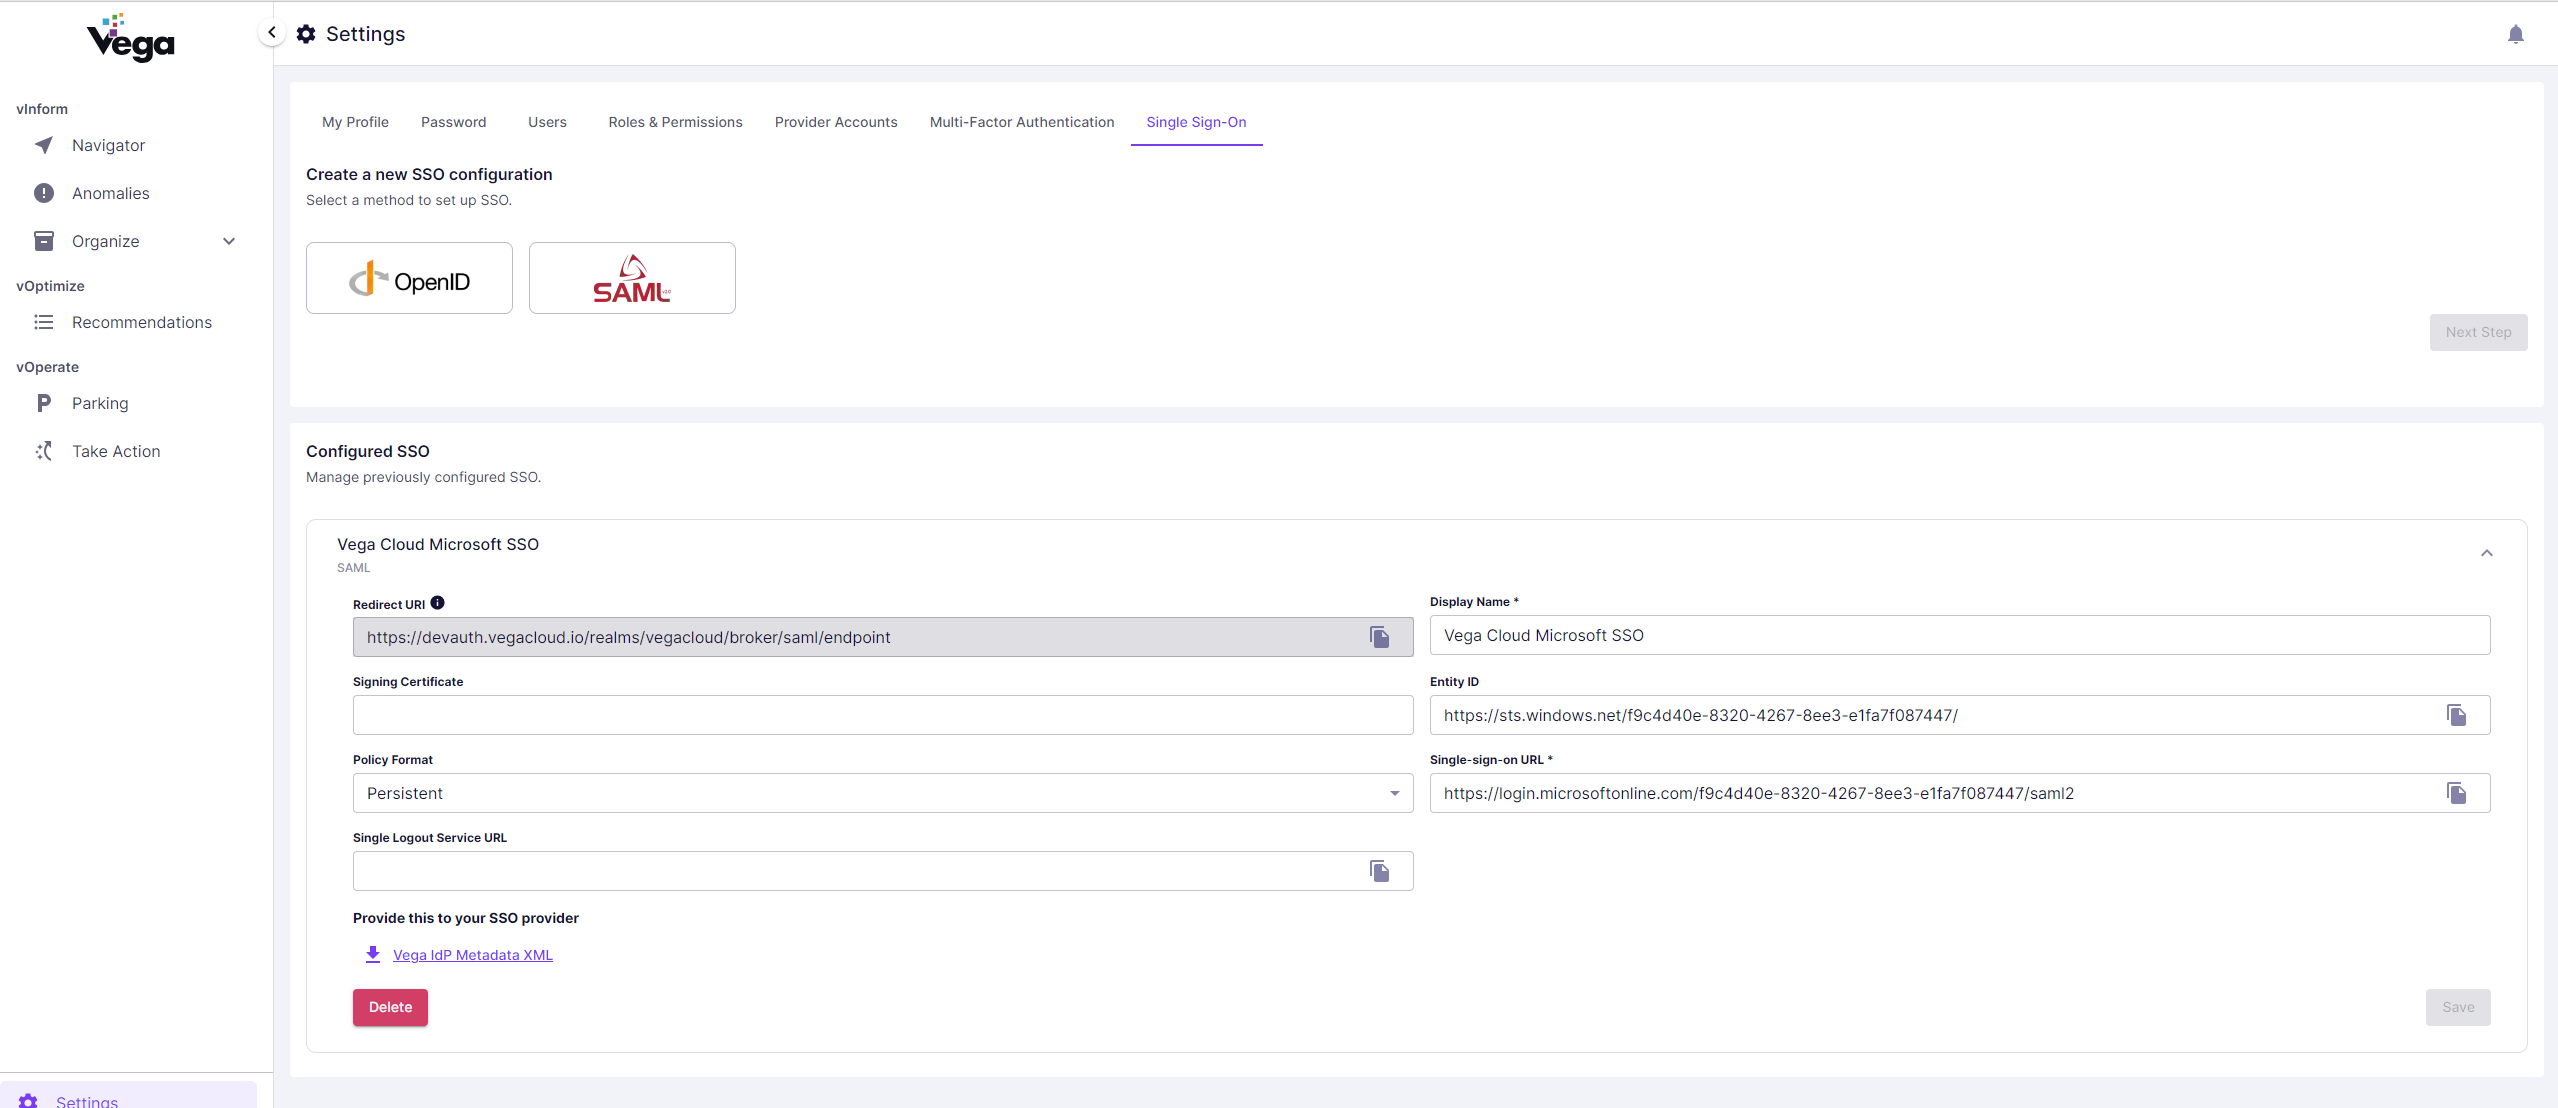 Vega
Settings
vInform
Navigator
Anomalies
Organize
vOptimize
Recommendations
vOperate
Parking
Take Action
Settings
My Profile
Password
Users
Roles & Permissions
Provider Accounts
Multi-Factor Authentication
Single Sign-On
Create a new SSO configuration
Select a method to set up SSO.
OpenID
SAML v2.0
Next Step
Configured SSO
Manage previously configured SSO.
Vega Cloud Microsoft SSO
SAML
Redirect URI
https://devauth.vegacloud.io/realms/vegacloud/broker/saml/endpoint
Display Name *
Vega Cloud Microsoft SSO
Signing Certificate
Entity ID
https://sts.windows.net/f9c4d40e-8320-4267-8ee3-e1fa7f087447/
Policy Format
Persistent
Single-sign-on URL *
https://login.microsoftonline.com/f9c4d40e-8320-4267-8ee3-e1fa7f087447/saml2
Single Logout Service URL
Provide this to your SSO provider
Vega IdP Metadata XML
Delete
Save